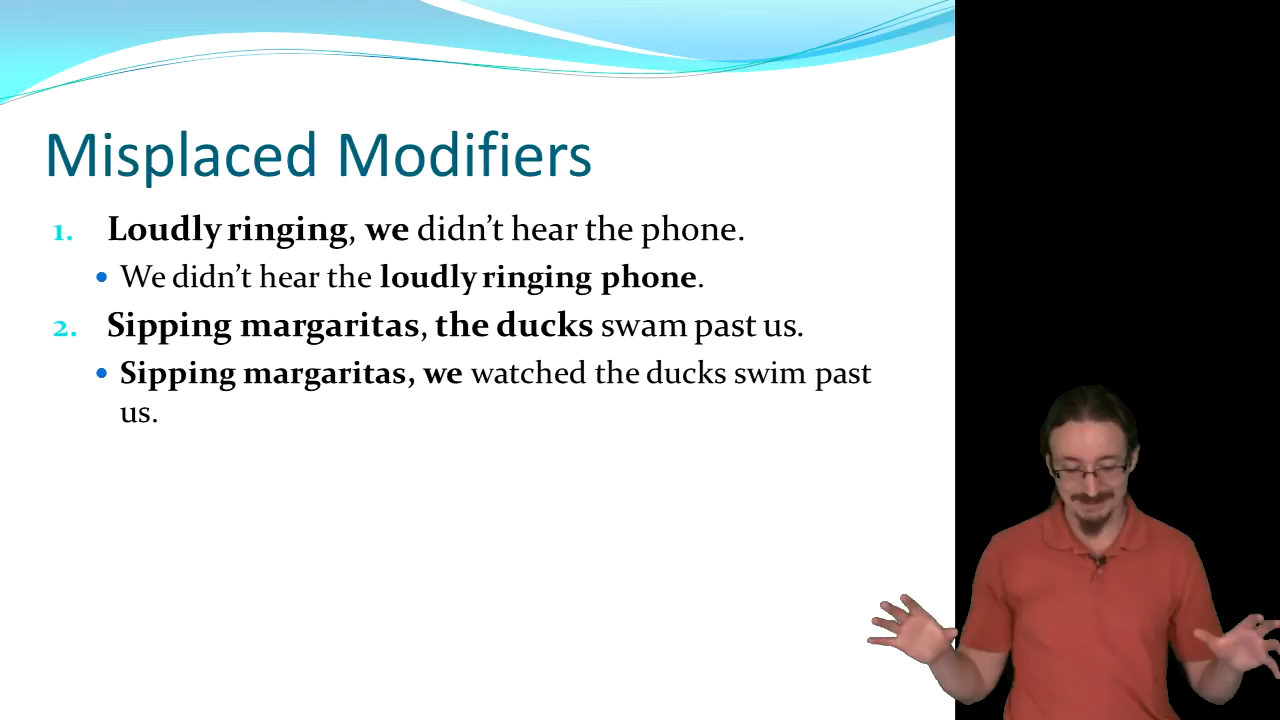 Misplaced Modifiers
1. Loudly ringing, we didn’t hear the phone.
• We didn’t hear the loudly ringing phone.
2. Sipping margaritas, the ducks swam past us.
• Sipping margaritas, we watched the ducks swim past
us.